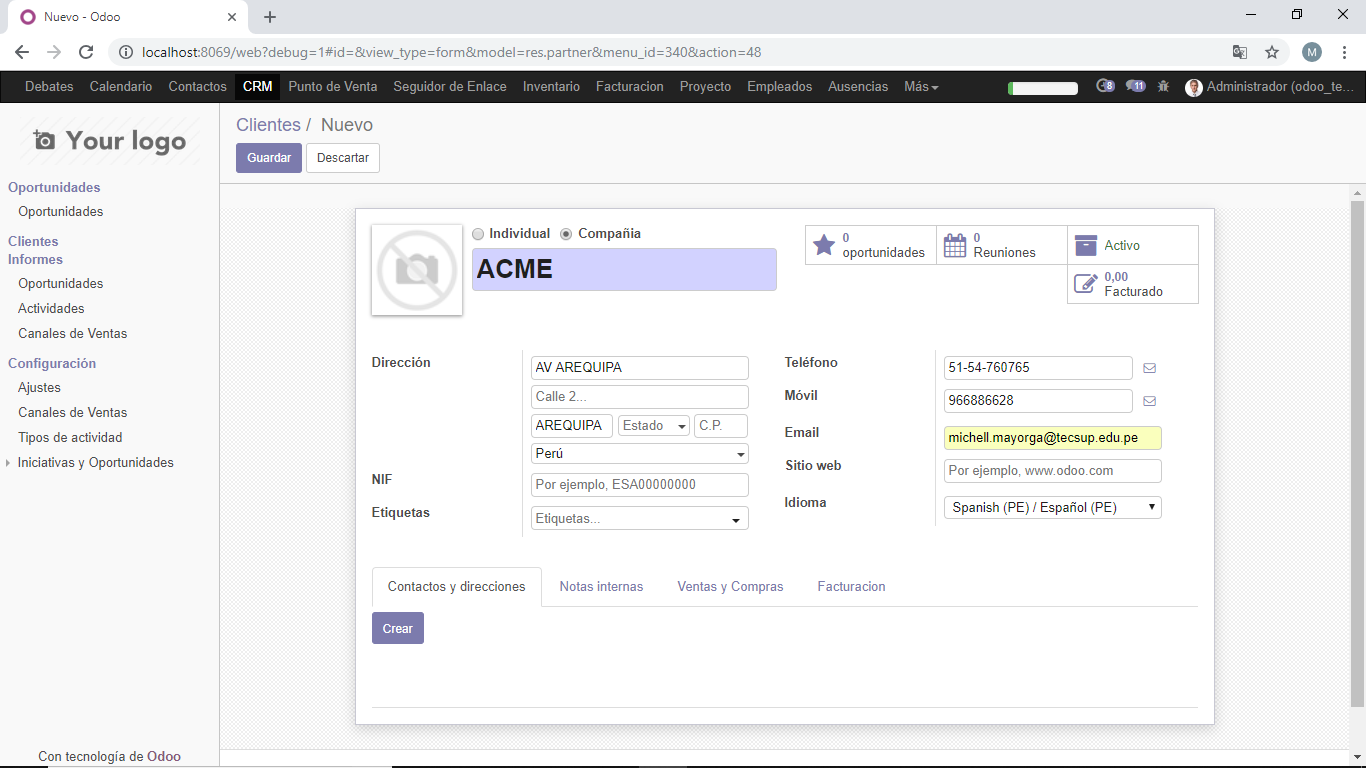 Nuevo - Odoo
localhost:8069/web?debug=1#id=&view_type=form&model=res.partner&menu_id=340&action=48
M
Debates Calendario Contactos CRM Punto de Venta Seguidor de Enlace Inventario Facturacion Proyecto Empleados Ausencias Más 8 11 Administrador (odoo_te...
Your logo
Clientes / Nuevo
Guardar Descartar
Oportunidades
Oportunidades
Clientes
Informes
Oportunidades
Actividades
Canales de Ventas
Configuración
Ajustes
Canales de Ventas
Tipos de actividad
Iniciativas y Oportunidades
Con tecnología de Odoo
Individual Compañia
ACME
0
oportunidades
0
Reuniones
Activo
0,00
Facturado
Dirección
AV AREQUIPA
Calle 2...
AREQUIPA Estado C.P.
Perú
NIF Por ejemplo, ESA00000000
Etiquetas Etiquetas...
Teléfono 51-54-760765
Móvil 966886628
Email michell.mayorga@tecsup.edu.pe
Sitio web Por ejemplo, www.odoo.com
Idioma Spanish (PE) / Español (PE)
Contactos y direcciones Notas internas Ventas y Compras Facturacion
Crear